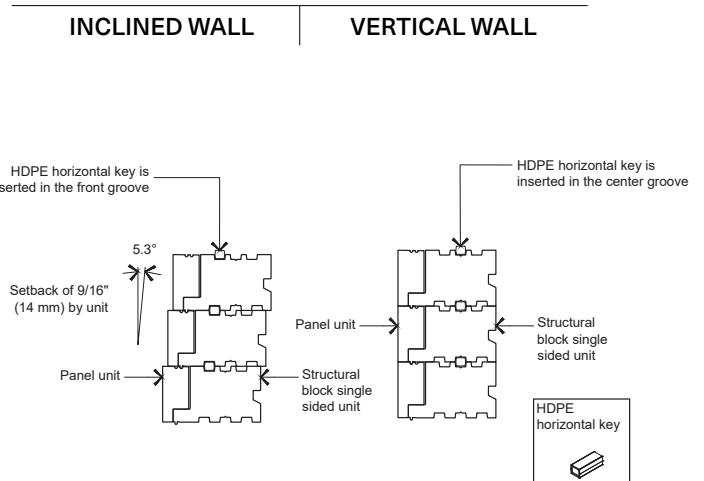 INCLINED WALL
VERTICAL WALL
HDPE horizontal key is
serted in the front groove
HDPE horizontal key is
inserted in the center groove
5.3°
Setback of 9/16"
(14 mm) by unit
Panel unit
Structural
block single
sided unit
Panel unit
Structural
block single
sided unit
HDPE
horizontal key